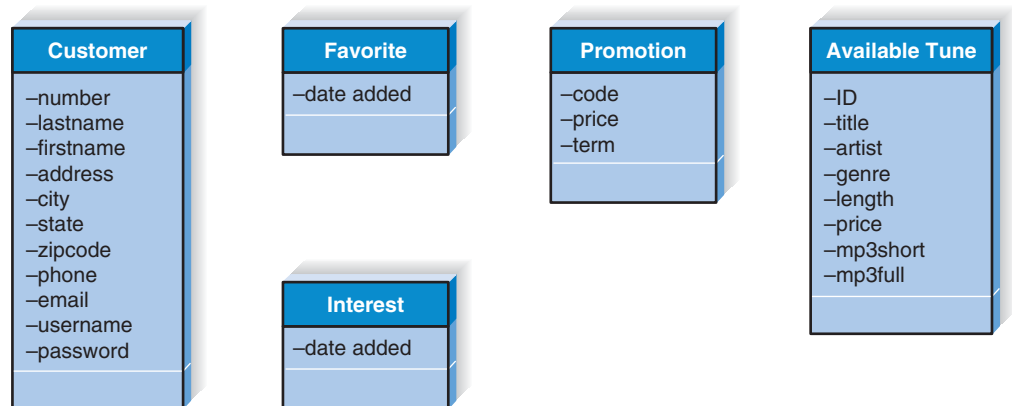 Customer
–number
–lastname
–firstname
–address
–city
–state
–zipcode
–phone
–email
–username
–password
Favorite
–date added
Interest
–date added
Promotion
–code
–price
–term
Available Tune
–ID
–title
–artist
–genre
–length
–price
–mp3short
–mp3full